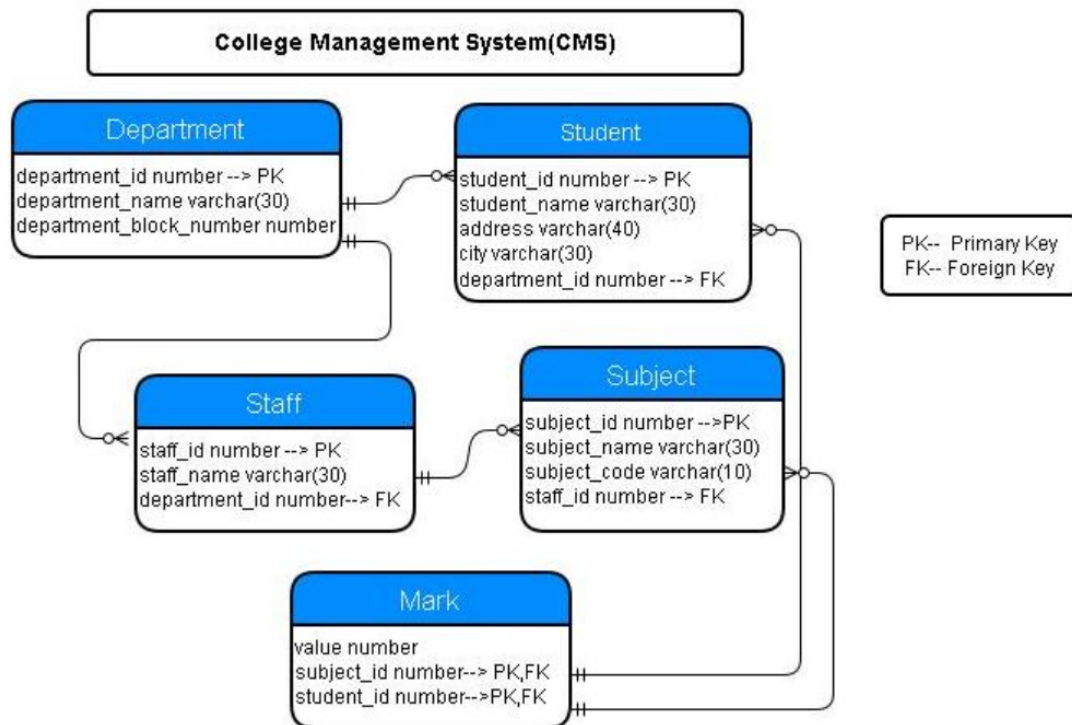 College Management System(CMS)
Department
department_id number --> PK
department_name varchar(30)
department_block_number number
Student
student_id number --> PK
student_name varchar(30)
address varchar(40)
city varchar(30)
department_id number --> FK
PK-- Primary Key
FK-- Foreign Key
Staff
staff_id number --> PK
staff_name varchar(30)
department_id number--> FK
Subject
subject_id number -->PK
subject_name varchar(30)
subject_code varchar(10)
staff_id number --> FK
Mark
value number
subject_id number--> PK,FK
student_id number-->PK,FK